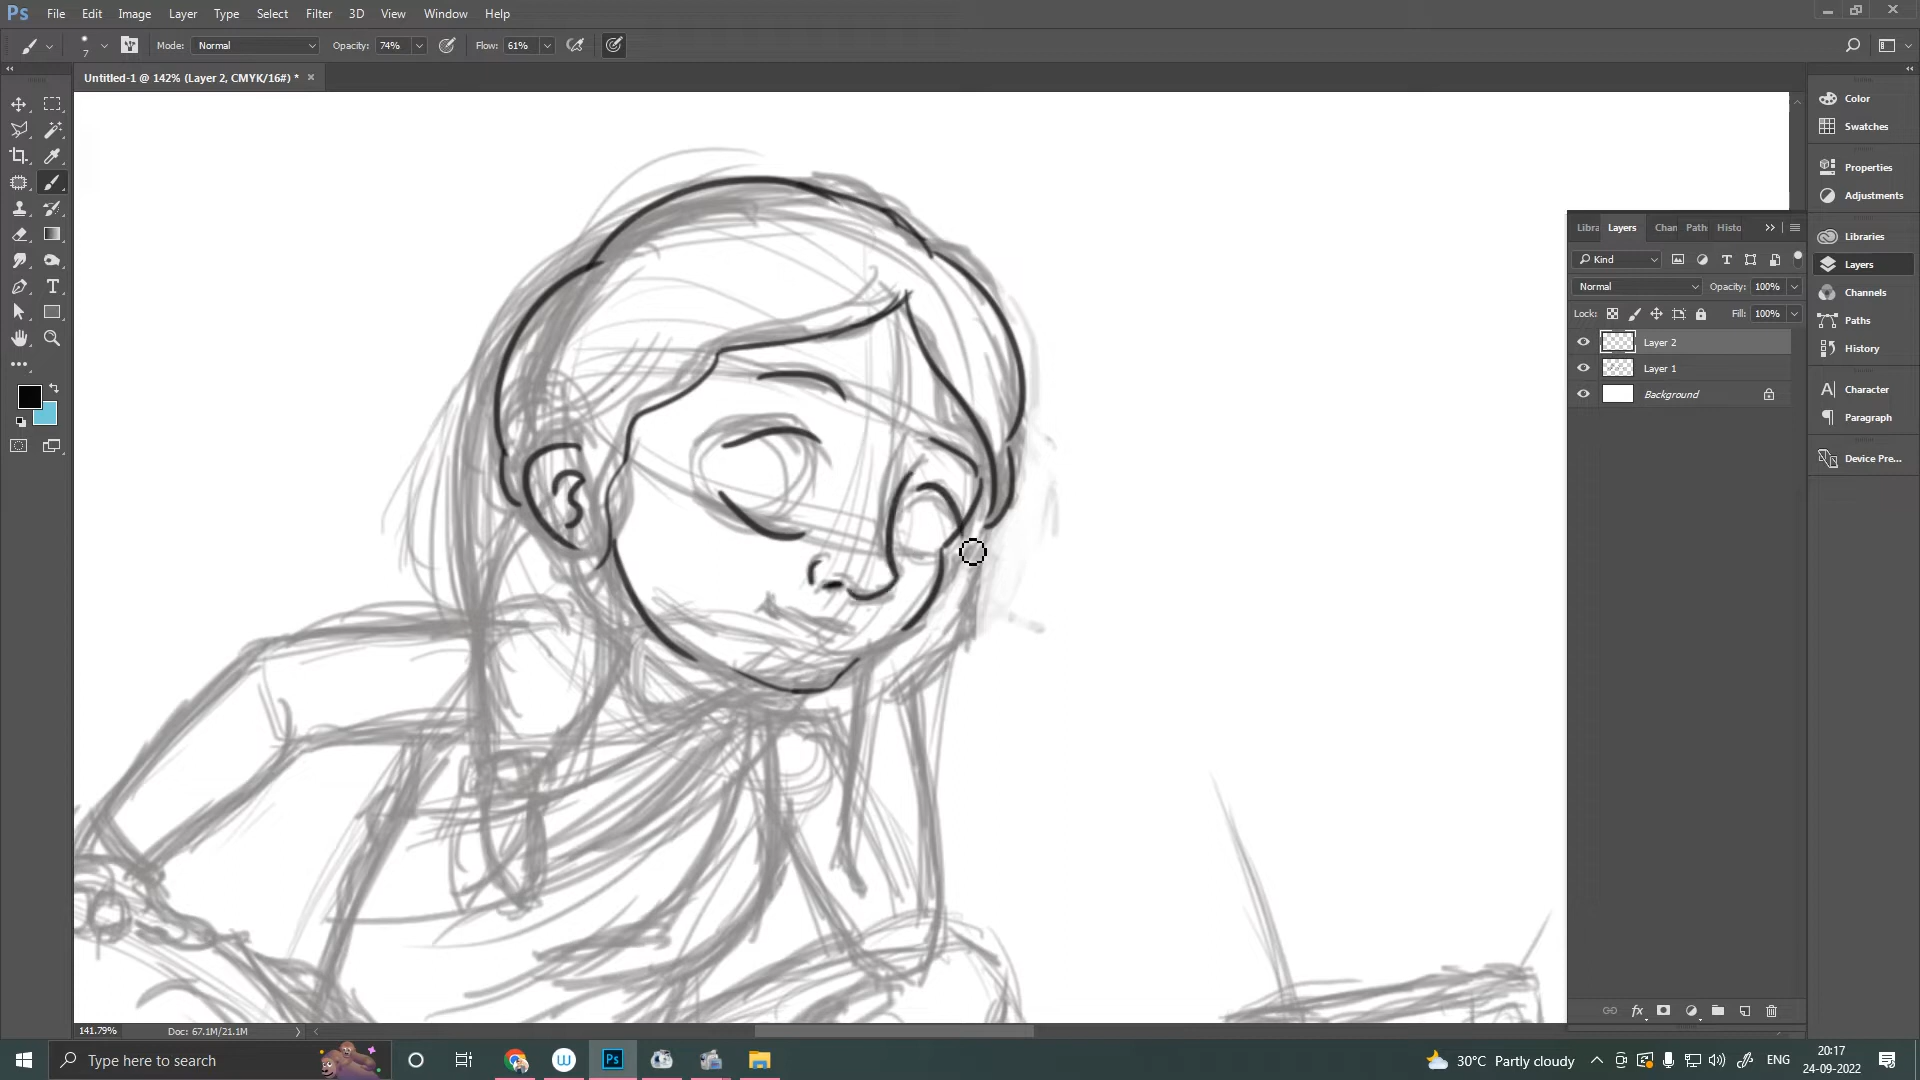 Ps File Edit Image Layer Type Select Filter 3D View Window Help
7 Mode: Normal Opacity: 74% Flow: 61%
Untitled-1 @ 142% (Layer 2, CMYK/16#) * ×
Color
Swatches
Properties
Adjustments
Libraries
Layers
Channels
Paths
History
Character
Paragraph
Device Pre...
Libra Layers Chan Path Histo
Kind
Normal Opacity: 100%
Lock: Fill: 100%
Layer 2
Layer 1
Background
fx
141.79% Doc: 67.1M/21.1M
Type here to search
W Ps
30°C Partly cloudy ENG
20:17
24-09-2022